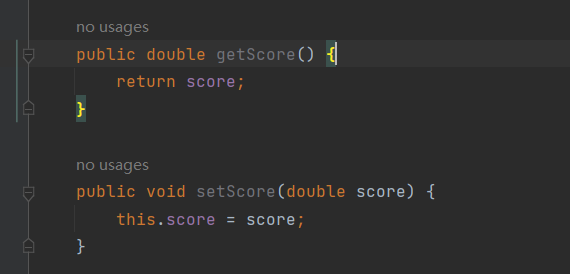 no usages
public double getScore() {
    return score;
}
no usages
public void setScore(double score) {
    this.score = score;
}